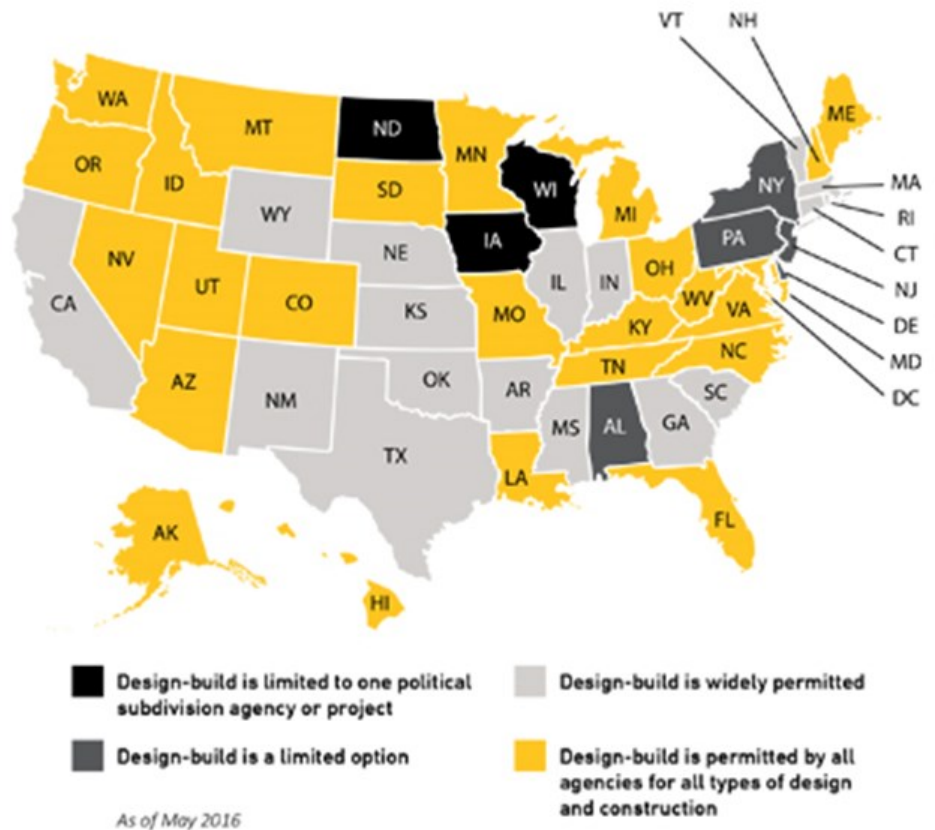 VT NH
WA
MT
ND
ME
OR
MN
ID
SD
WI
NY
MA
WY
MI
RI
IA
PA
NE
CT
NV
OH
UT
IL
IN
NJ
CA
CO
WV
KS
MO
VA
DE
KY
NC
MD
AZ
TN
OK
AR
SC
DC
NM
MS
AL
GA
TX
LA
FL
AK
HI
Design-build is limited to one political
subdivision agency or project
Design-build is widely permitted
Design-build is a limited option
Design-build is permitted by all
agencies for all types of design
and construction
As of May 2016